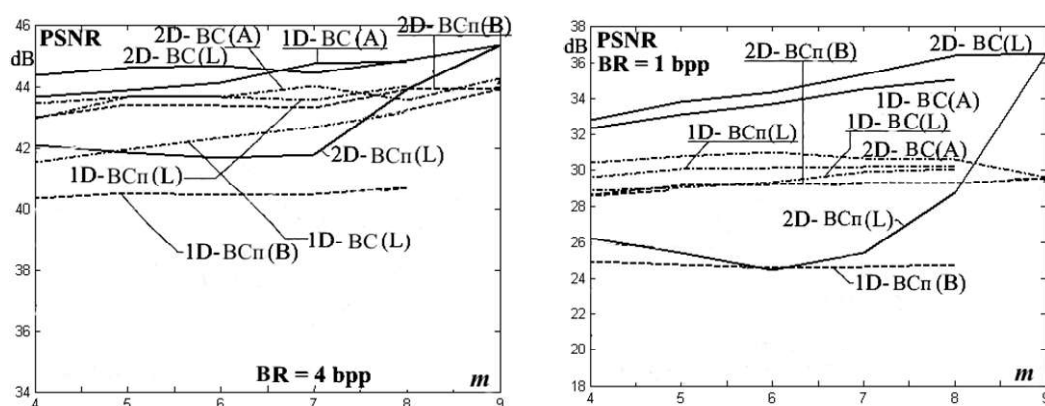 46
PSNR
dB
2D-BC(A)
1D-BC(A)
2D-BCп(B)
2D-BC(L)
44
42
1D-BCп(L)
2D-BCп(L)
40
1D-BCп(B)
1D-BC(L)
38
36
34
BR = 4 bpp
m
4 5 6 7 8 9
38
PSNR
dB
BR = 1 bpp
2D-BCп(B)
2D-BC(L)
36
34
1D-BC(A)
32
1D-BCп(L)
1D-BC(L)
2D-BC(A)
30
28
2D-BCп(L)
26
24
1D-BCп(B)
22
20
18
m
4 5 6 7 8 9